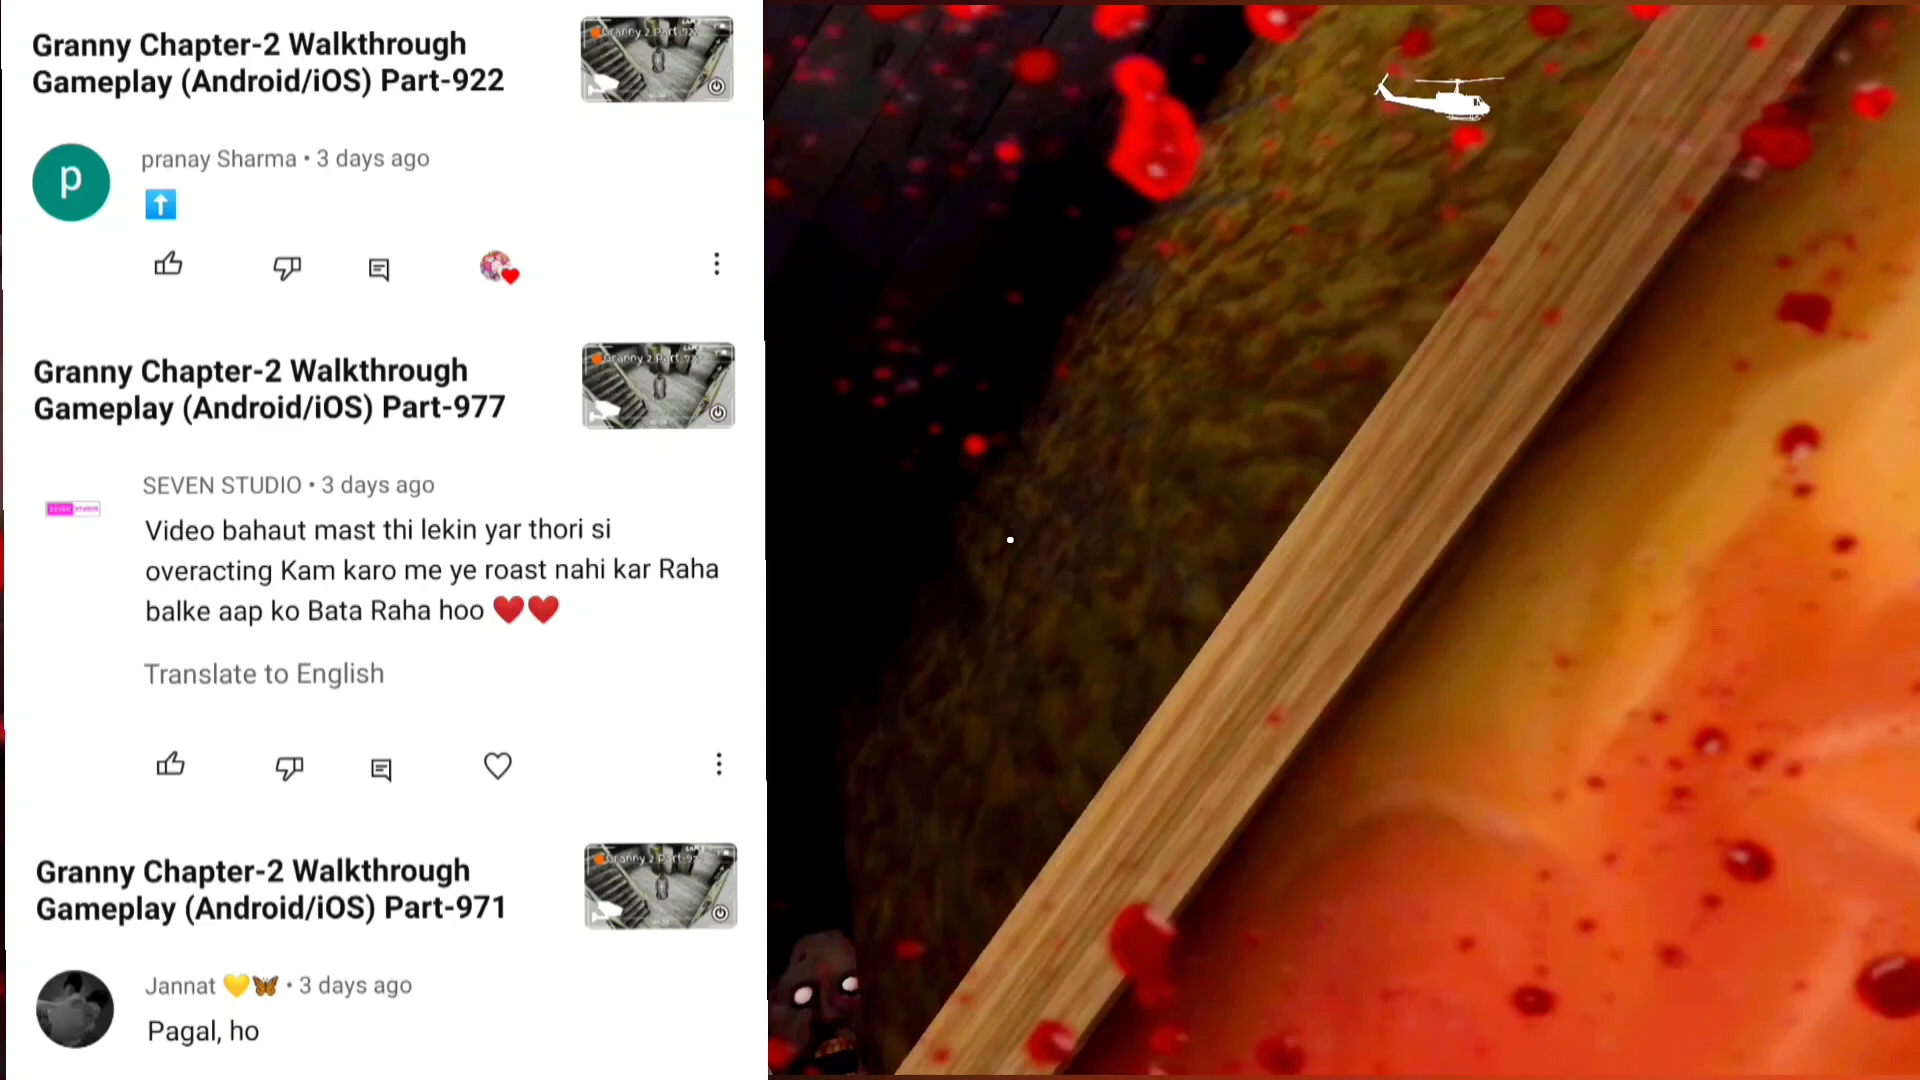 Granny Chapter-2 Walkthrough
Gameplay (Android/iOS) Part-922
pranay Sharma • 3 days ago
p
Granny Chapter-2 Walkthrough
Gameplay (Android/iOS) Part-977
SEVEN STUDIO • 3 days ago
SEVEN STUDIO
Video bahaut mast thi lekin yar thori si
overacting Kam karo me ye roast nahi kar Raha
balke aap ko Bata Raha hoo ❤️❤️
Translate to English
Granny Chapter-2 Walkthrough
Gameplay (Android/iOS) Part-971
Jannat 💛🦋 • 3 days ago
Pagal, ho